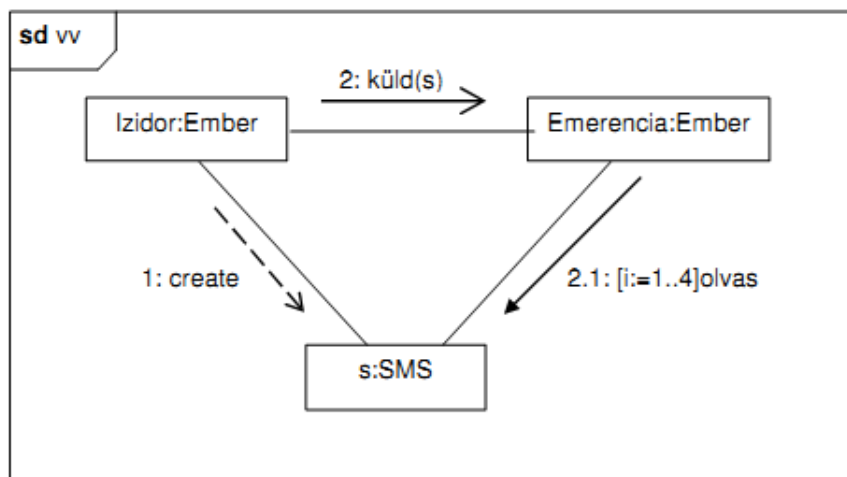 sd vv
2: küld(s)
Izidor:Ember
Emerencia:Ember
1: create
2.1: [i:=1..4]olvas
s:SMS